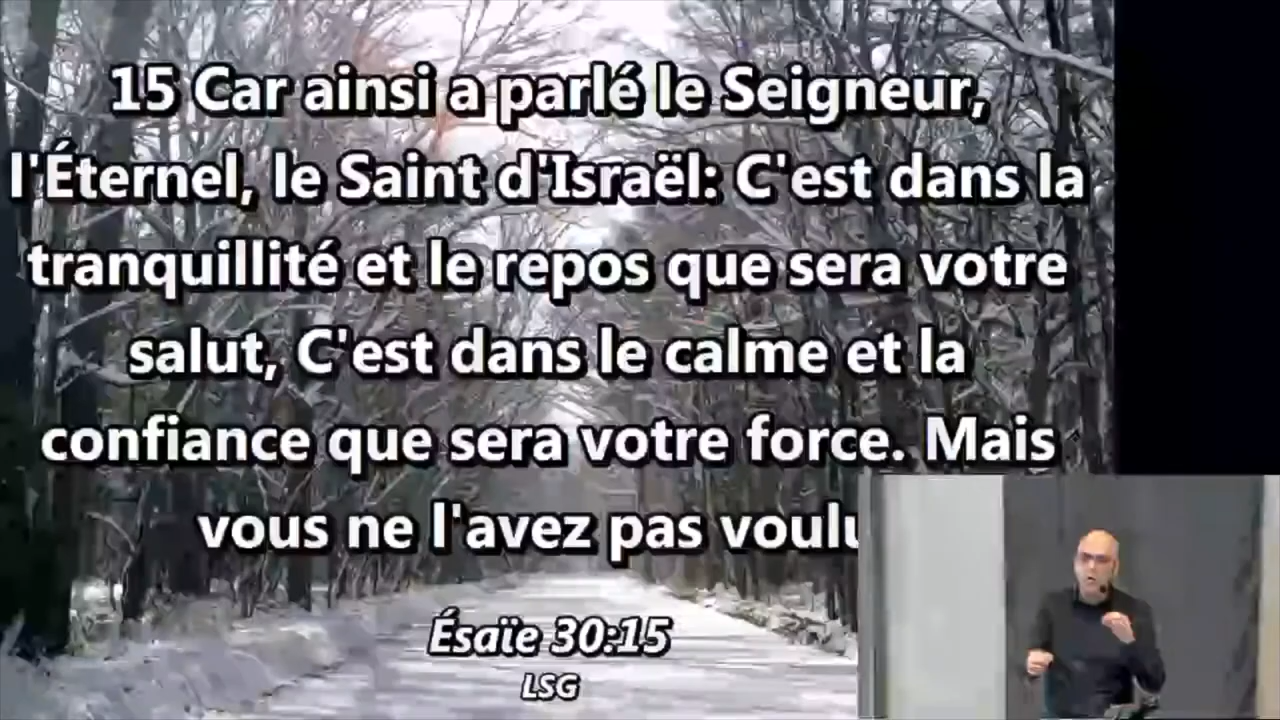 15 Car ainsi a parlé le Seigneur,
l'Éternel, le Saint d'Israël: C'est dans la
tranquillité et le repos que sera votre
salut, C'est dans le calme et la
confiance que sera votre force. Mais
vous ne l'avez pas voulu
Ésaïe 30:15
LSG